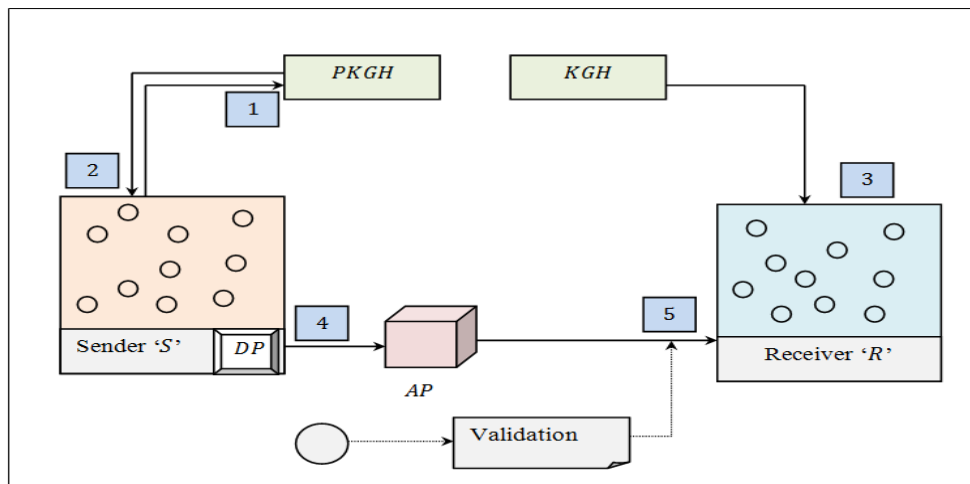 PKGH
KGH
1
2
3
4
5
Sender ‘S’
DP
AP
Receiver ‘R’
Validation